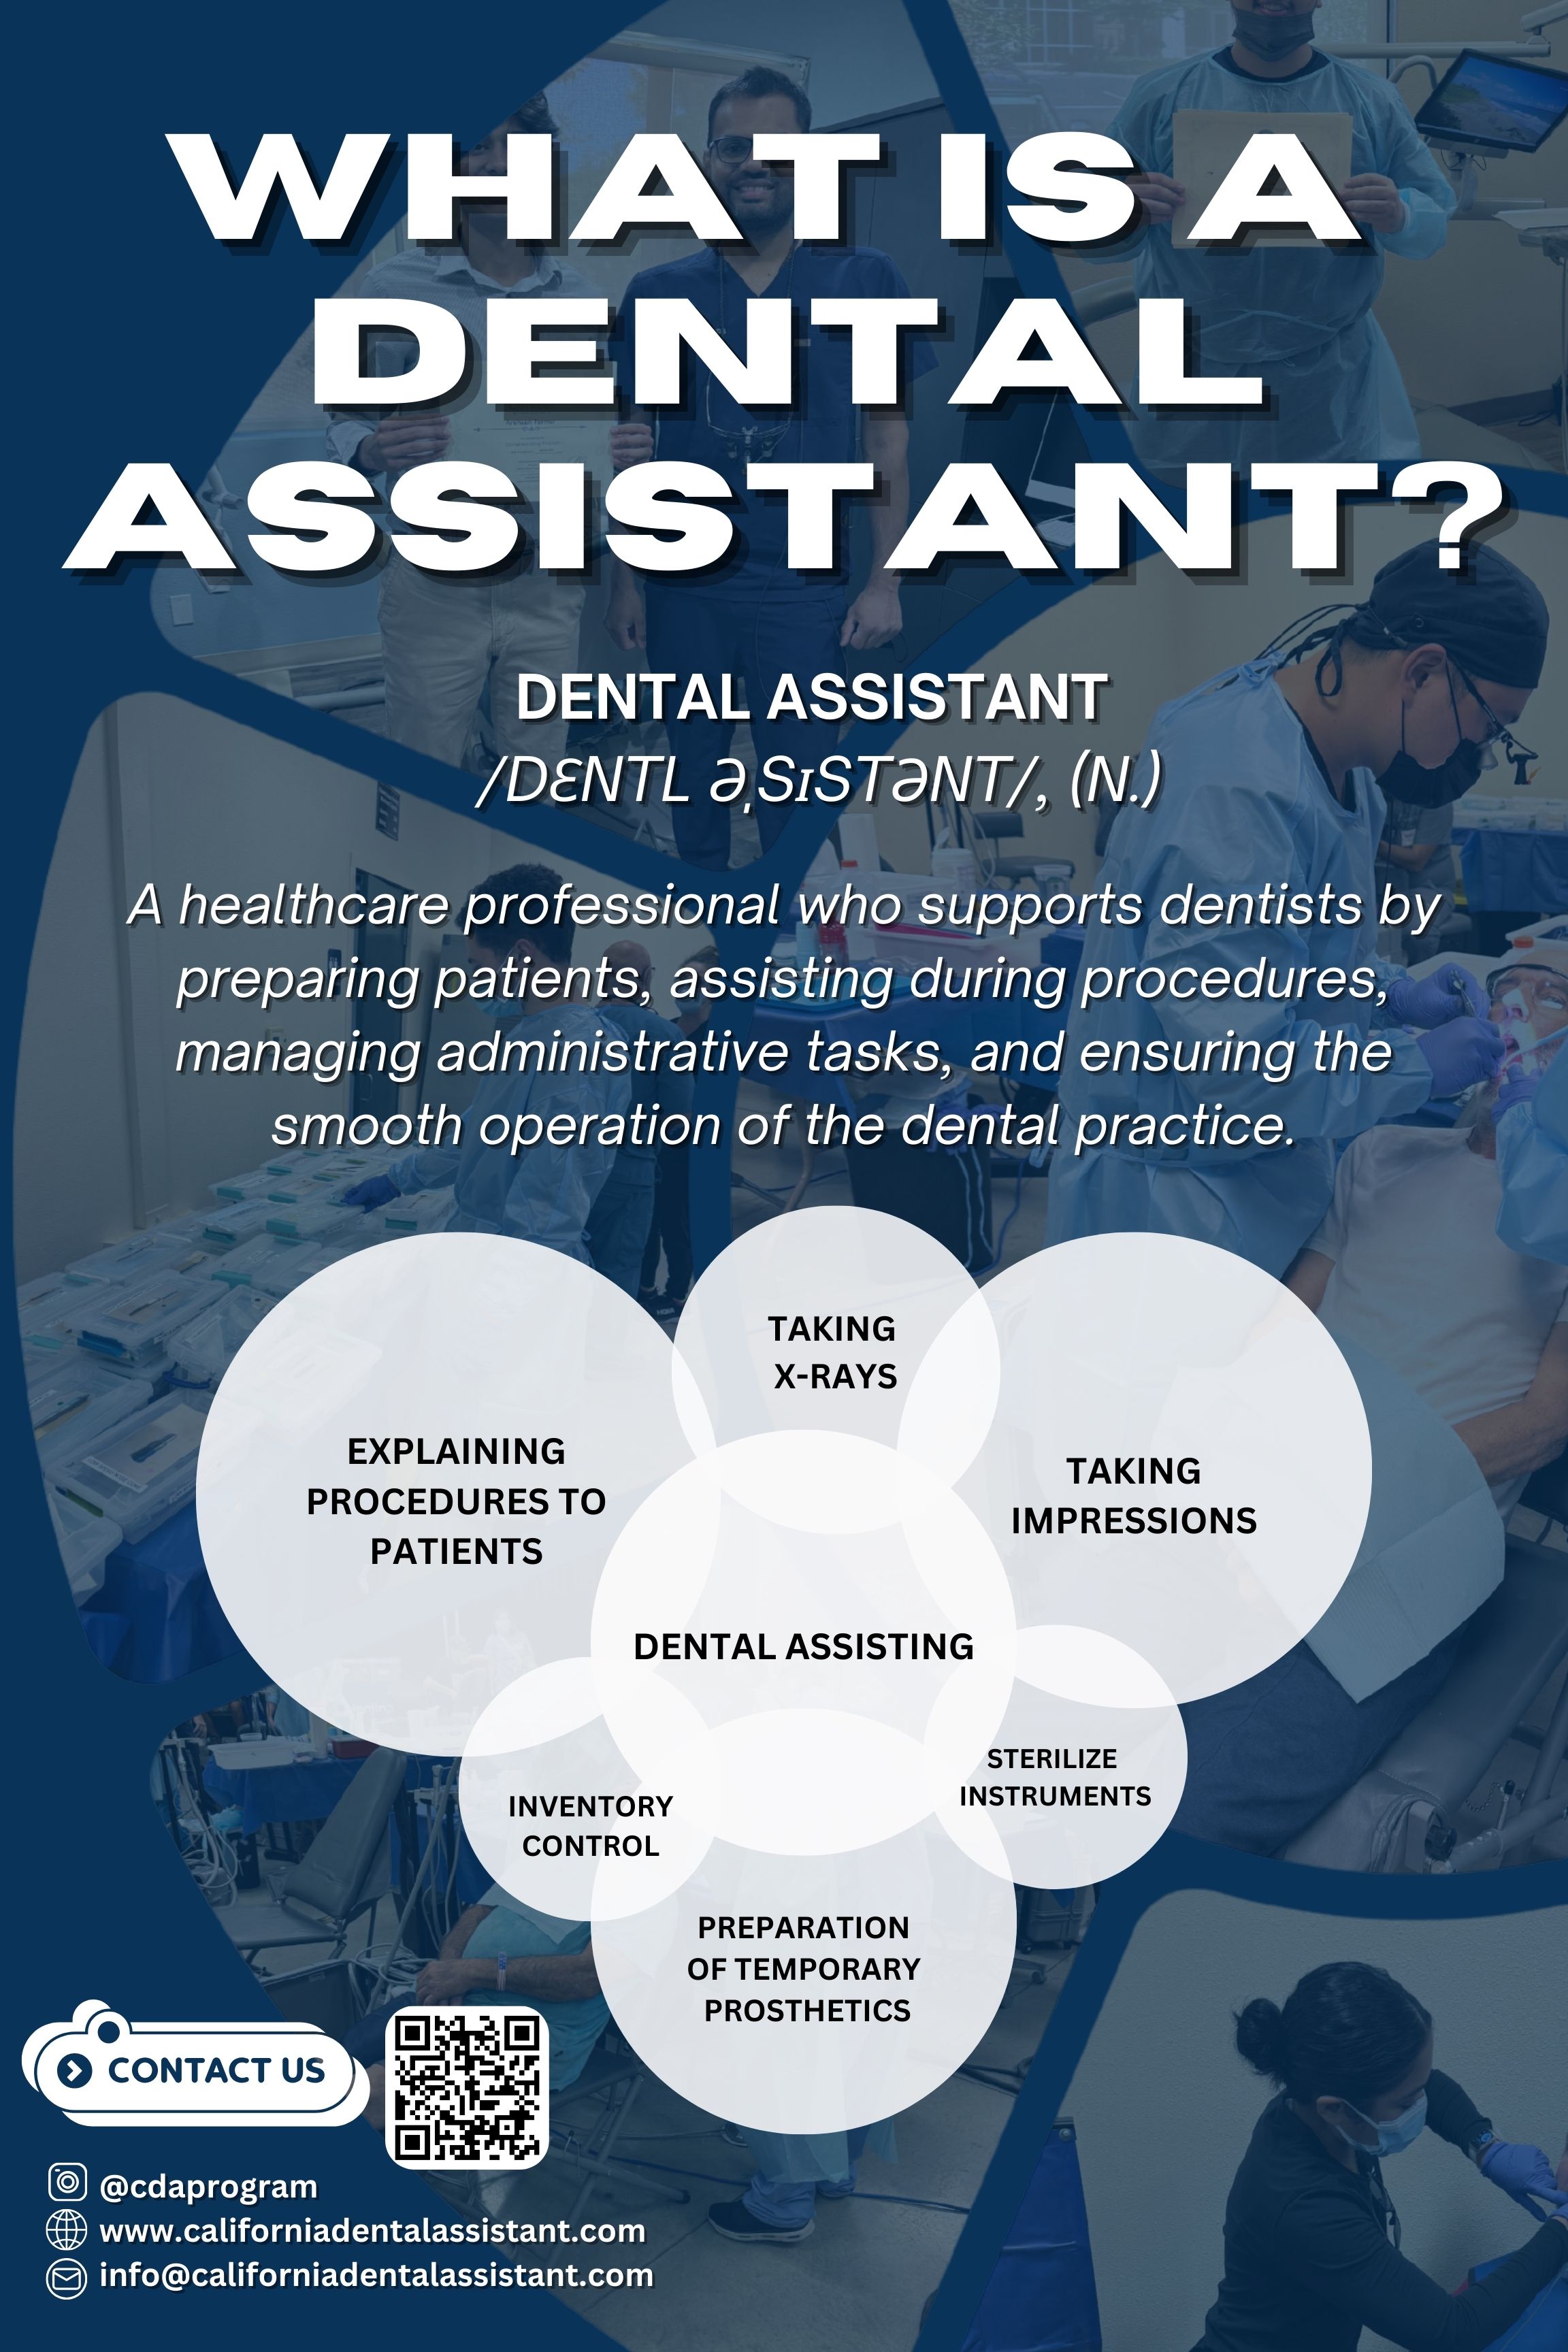 WHAT IS A
DENTAL
ASSISTANT?
DENTAL ASSISTANT
/DɛNTL ə,SɪSTəNT/, (N.)
A healthcare professional who supports dentists by
preparing patients, assisting during procedures,
managing administrative tasks, and ensuring the
smooth operation of the dental practice.
TAKING
X-RAYS
EXPLAINING
PROCEDURES TO
PATIENTS
TAKING
IMPRESSIONS
DENTAL ASSISTING
STERILIZE
INSTRUMENTS
INVENTORY
CONTROL
PREPARATION
OF TEMPORARY
PROSTHETICS
CONTACT US
@cdaprogram
www.californiadentalassistant.com
info@californiadentalassistant.com